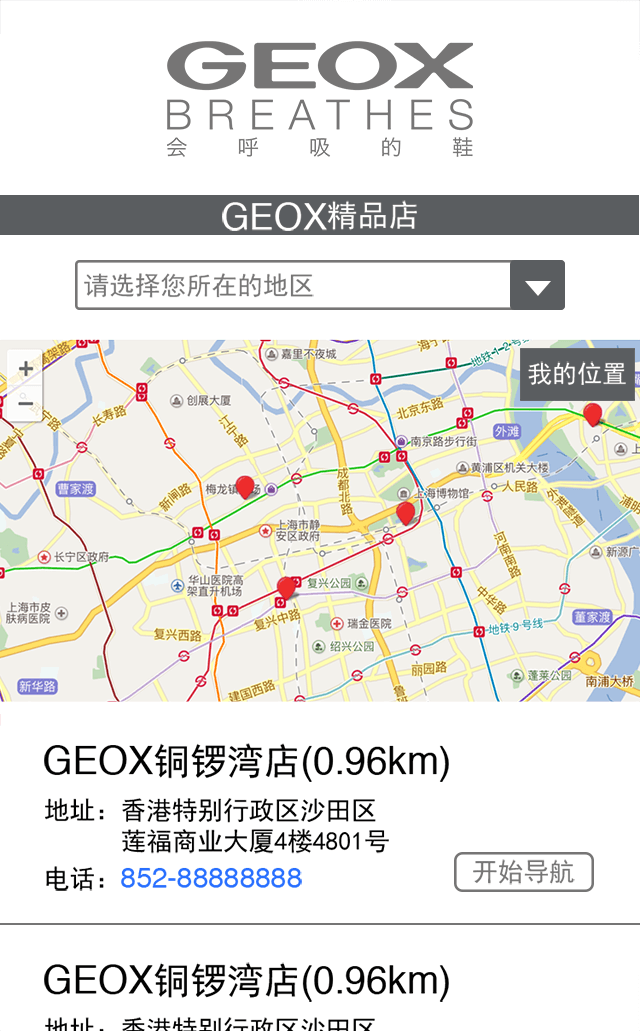 GEOX
BREATHES
会呼吸的鞋
GEOX精品店
请选择您所在的地区
我的位置
+
−
嘉里不夜城
地铁1-2号
创展大厦
长寿路
江宁路
北京东路
南京路步行街
外滩
成都北路
黄浦区机关大楼
曹家渡
新闸路
上海博物馆
人民路
外滩隧道
上海市静
安区政府
河南南路
长宁区政府
新源广
华山医院高
架直升机场
复兴公园
中华路
上海市皮
肤病医院
复兴中路
瑞金医院
地铁9号线
董家渡
复兴西路
绍兴公园
丽园路
蓬莱公园
新华路
建国西路
南浦大桥
GEOX铜锣湾店(0.96km)
地址：香港特别行政区沙田区
莲福商业大厦4楼4801号
电话：852-88888888
开始导航
GEOX铜锣湾店(0.96km)
地址：香港特别行政区沙田区